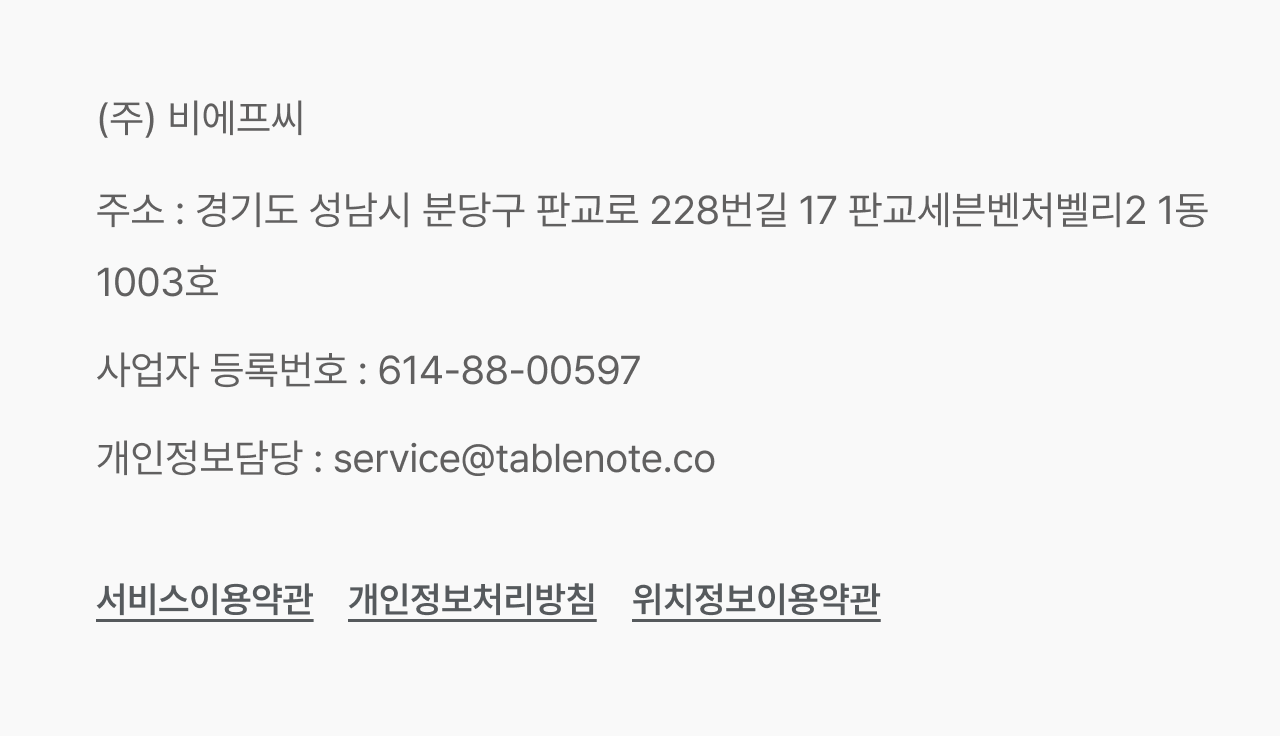 (주) 비에프씨
주소 : 경기도 성남시 분당구 판교로 228번길 17 판교세븐벤처벨리2 1동
1003호
사업자 등록번호 : 614-88-00597
개인정보담당 : service@tablenote.co
서비스이용약관 개인정보처리방침 위치정보이용약관